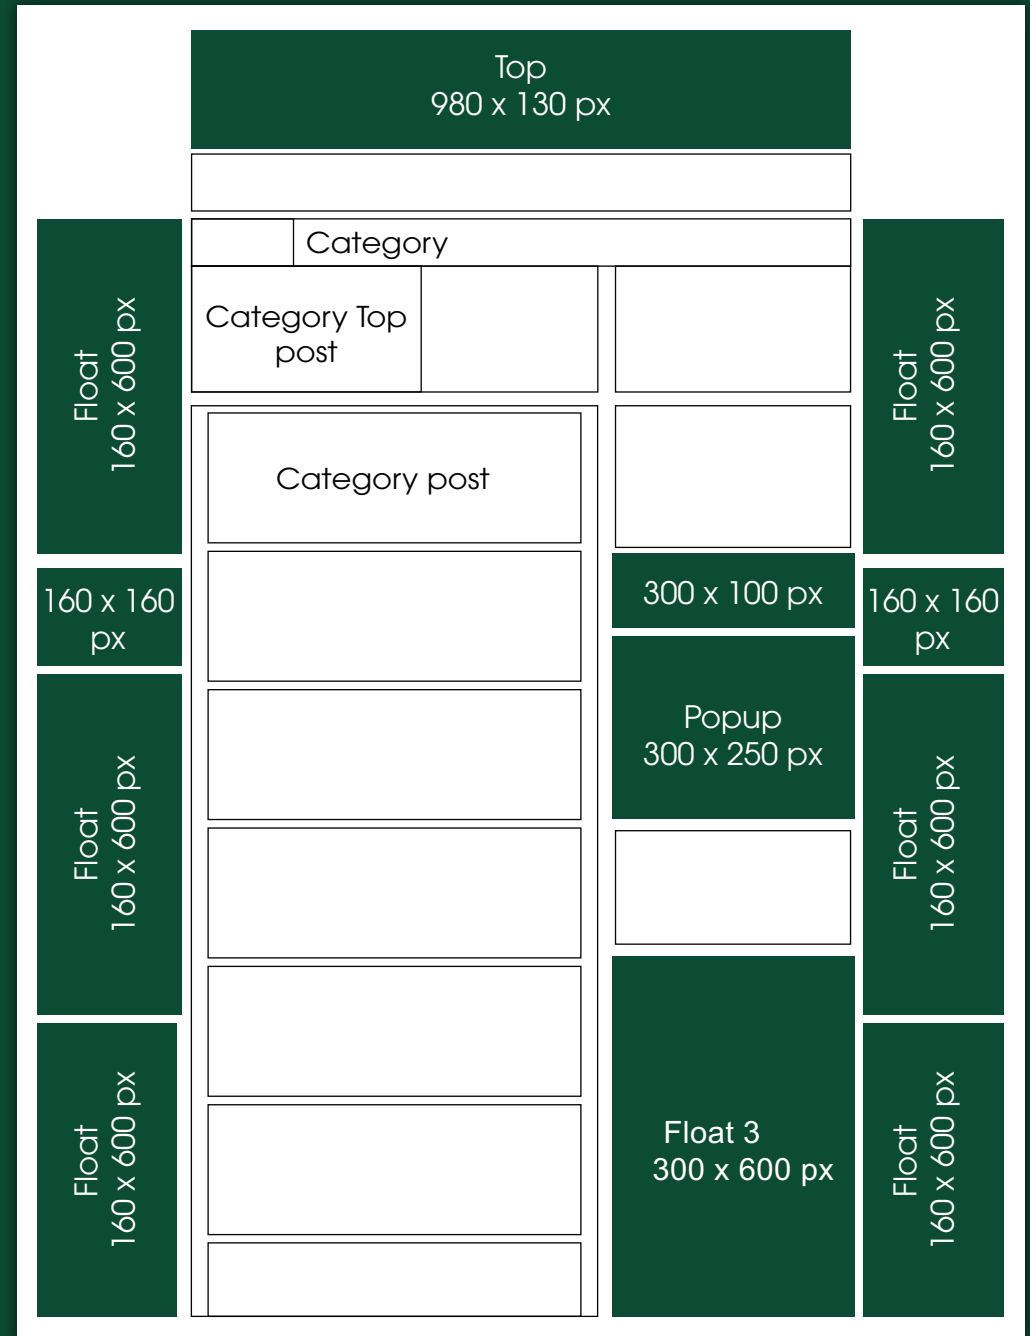 Top
980 x 130 px
Category
Category Top
post
Float
160 x 600 px
Float
160 x 600 px
Category post
160 x 160
px
300 x 100 px
160 x 160
px
Popup
300 x 250 px
Float
160 x 600 px
Float
160 x 600 px
Float
160 x 600 px
Float 3
300 x 600 px
Float
160 x 600 px